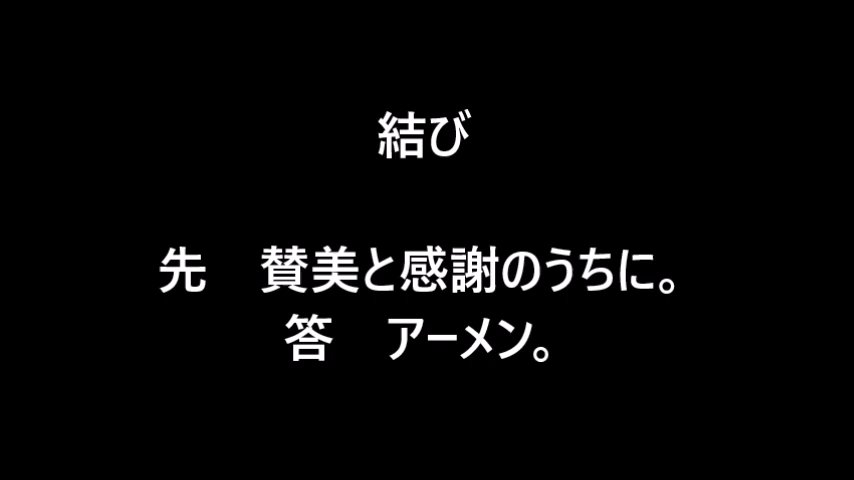 結び
先　賛美と感謝のうちに。
答　アーメン。